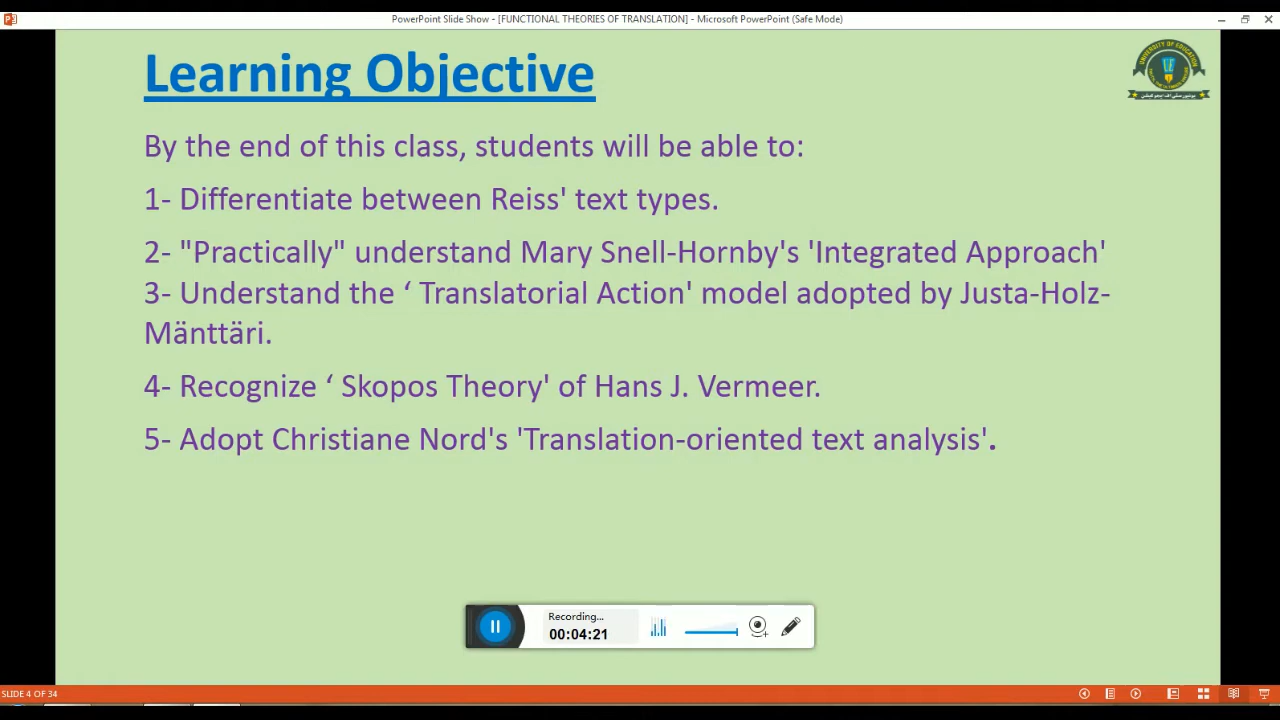 PowerPoint Slide Show - [FUNCTIONAL THEORIES OF TRANSLATION] - Microsoft PowerPoint (Safe Mode)
Learning Objective
UNIVERSITY OF EDUCATION
By the end of this class, students will be able to:
1- Differentiate between Reiss' text types.
2- "Practically" understand Mary Snell-Hornby's 'Integrated Approach'
3- Understand the ‘ Translatorial Action' model adopted by Justa-Holz-
Mänttäri.
4- Recognize ‘ Skopos Theory' of Hans J. Vermeer.
5- Adopt Christiane Nord's 'Translation-oriented text analysis'.
Recording...
00:04:21
SLIDE 4 OF 34